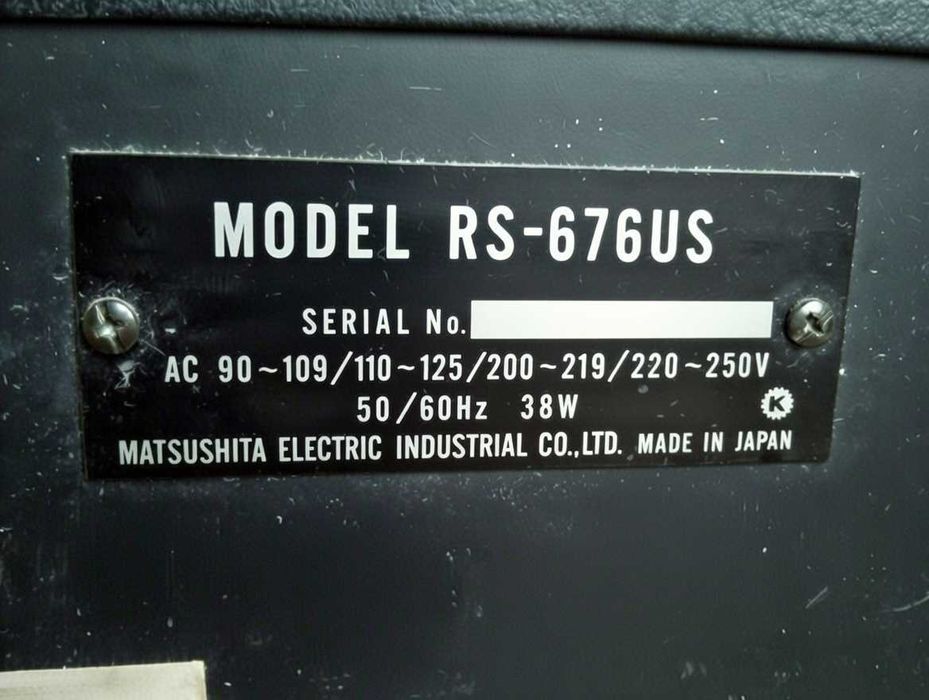 MODEL RS-676US
SERIAL No.
AC 90~109/110~125/200~219/220~250V
50/60Hz 38W
K
MATSUSHITA ELECTRIC INDUSTRIAL CO.,LTD. MADE IN JAPAN